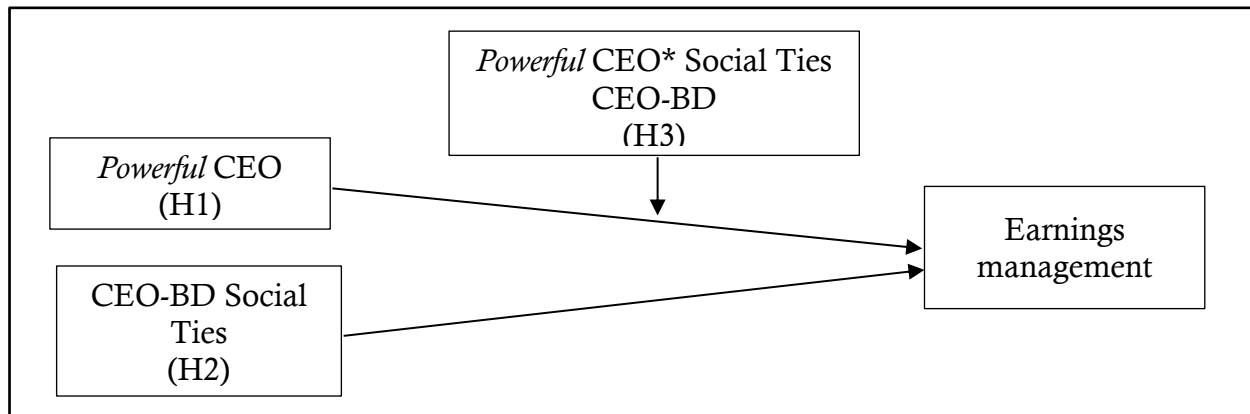 Powerful CEO* Social Ties
CEO-BD
(H3)
Powerful CEO
(H1)
Earnings
management
CEO-BD Social
Ties
(H2)